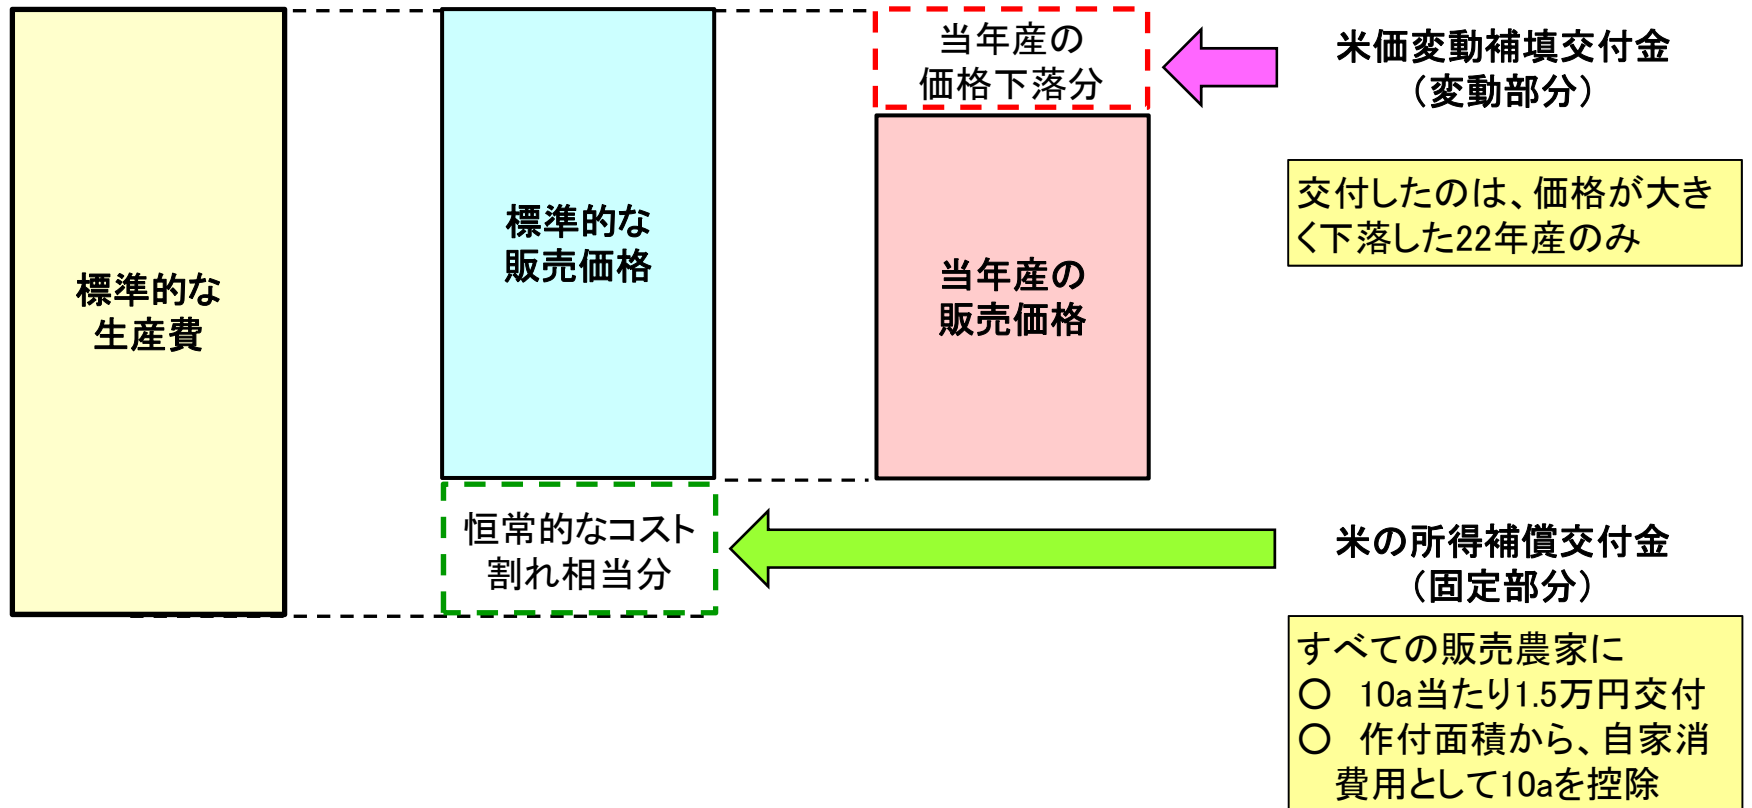 標準的な
生産費
標準的な
販売価格
恒常的なコスト
割れ相当分
当年産の
価格下落分
当年産の
販売価格
米価変動補填交付金
（変動部分）
交付したのは、価格が大き
く下落した22年産のみ
米の所得補償交付金
（固定部分）
すべての販売農家に
○　10a当たり1.5万円交付
○　作付面積から、自家消
費用として10aを控除